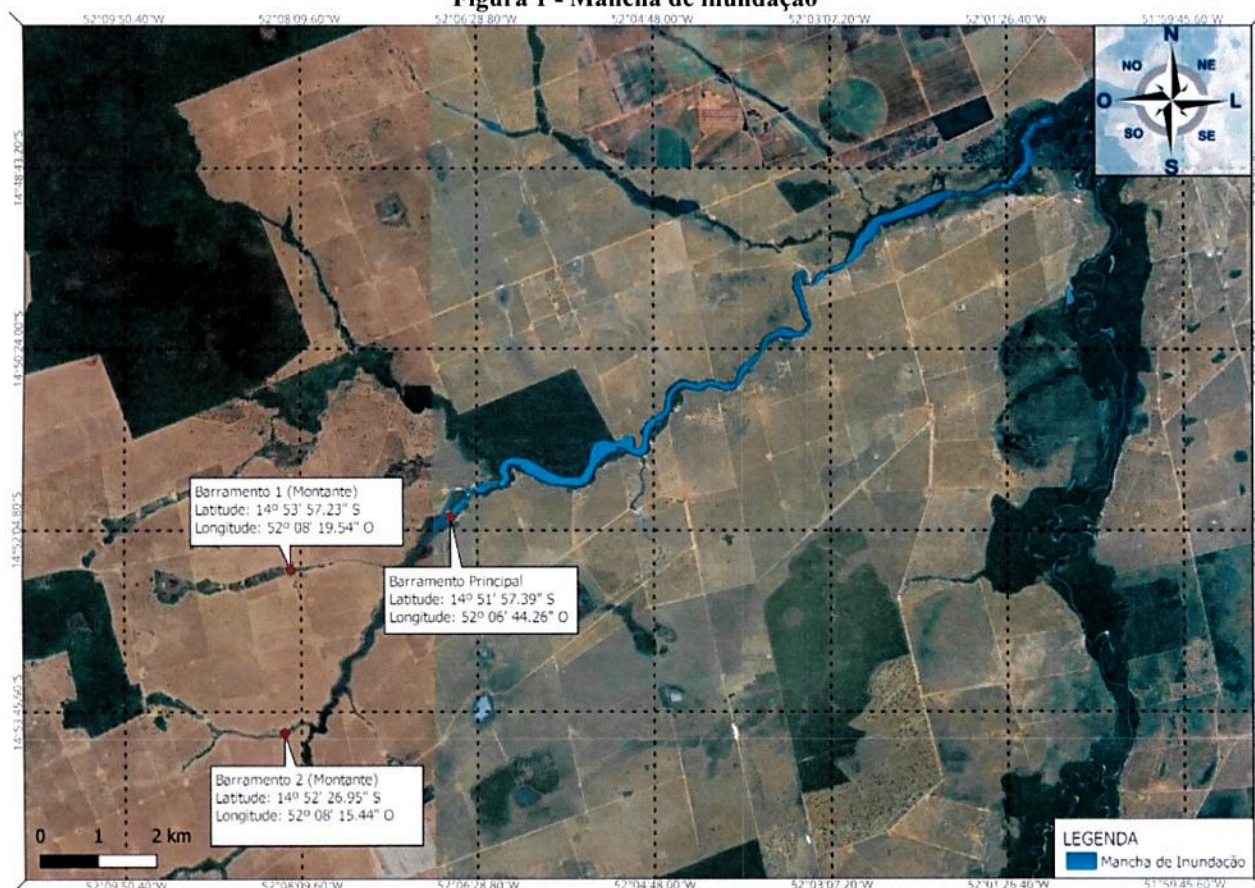 Figura 1 - Mancha de inundação
52°09'50.40"W 52°08'09.60"W 52°06'28.80"W 52°04'48.00"W 52°03'07.20"W 52°01'26.40"W 51°59'45.60"W
N
NO NE
O L
SO SE
S
14°48'43.20"S
14°50'24.00"S
14°52'04.80"S
14°53'45.60"S
Barramento 1 (Montante)
Latitude: 14º 53' 57.23" S
Longitude: 52º 08' 19.54" O
Barramento Principal
Latitude: 14º 51' 57.39" S
Longitude: 52º 06' 44.26" O
Barramento 2 (Montante)
Latitude: 14º 52' 26.95" S
Longitude: 52º 08' 15.44" O
0 1 2 km
LEGENDA
Mancha de Inundação
52°09'50.40"W 52°08'09.60"W 52°06'28.80"W 52°04'48.00"W 52°03'07.20"W 52°01'26.40"W 51°59'45.60"W